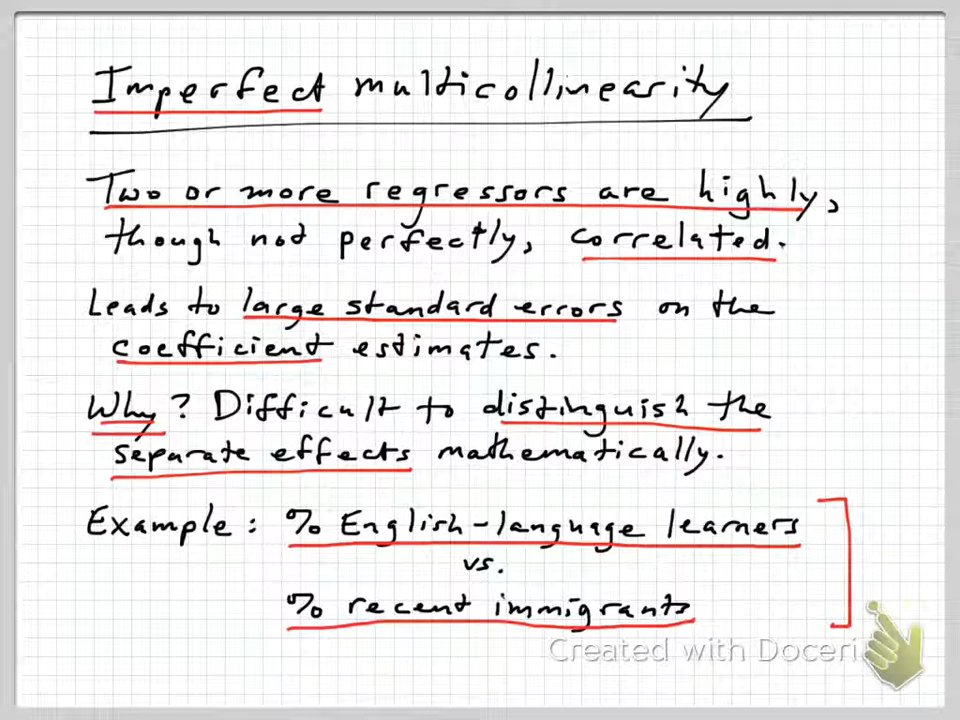 Imperfect multicollinearity
Two or more regressors are highly,
though not perfectly, correlated.
Leads to large standard errors on the
coefficient estimates.
Why? Difficult to distinguish the
separate effects mathematically.
Example: % English-language learners
vs.
% recent immigrants
Created with Doceri